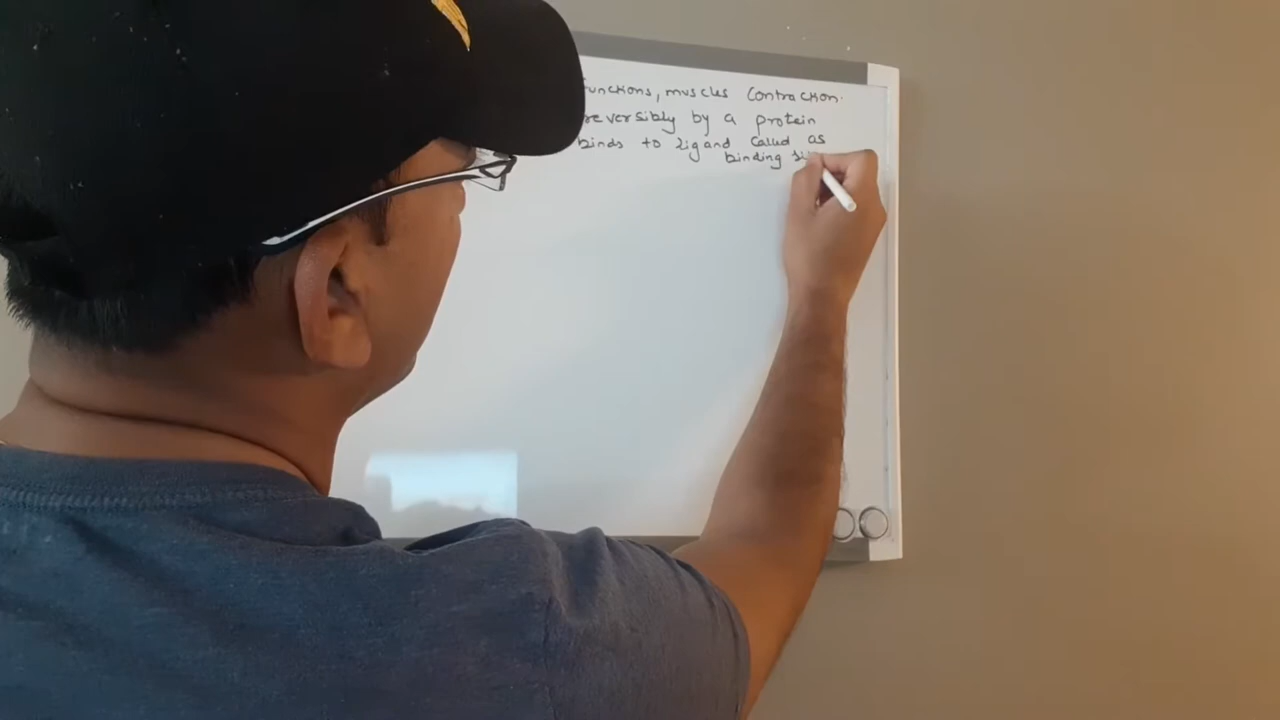 functions, muscles contraction.
reversibly by a protein
binds to ligand called as
binding